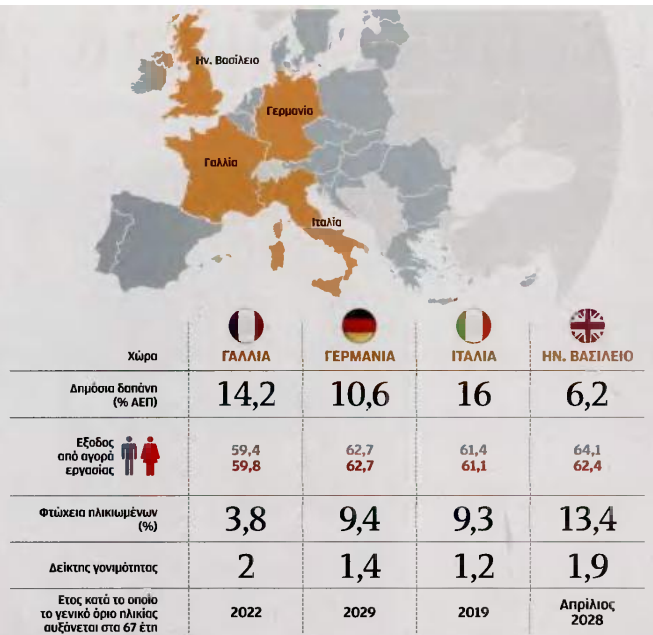 Ην. Βασίλειο
Γερμανία
Γαλλία
Ιταλία
Χώρα ΓΑΛΛΙΑ ΓΕΡΜΑΝΙΑ ΙΤΑΛΙΑ ΗΝ. ΒΑΣΙΛΕΙΟ
Δημόσια δαπάνη
(% ΑΕΠ) 14,2 10,6 16 6,2
Εξοδος
από αγορά
εργασίας
59,4 62,7 61,4 64,1
59,8 62,7 61,1 62,4
Φτώχεια ηλικιωμένων
(%) 3,8 9,4 9,3 13,4
Δείκτης γονιμότητας 2 1,4 1,2 1,9
Ετος κατά το οποίο
το γενικό όριο ηλικίας
αυξάνεται στα 67 έτη
2022 2029 2019 Απρίλιος
2028